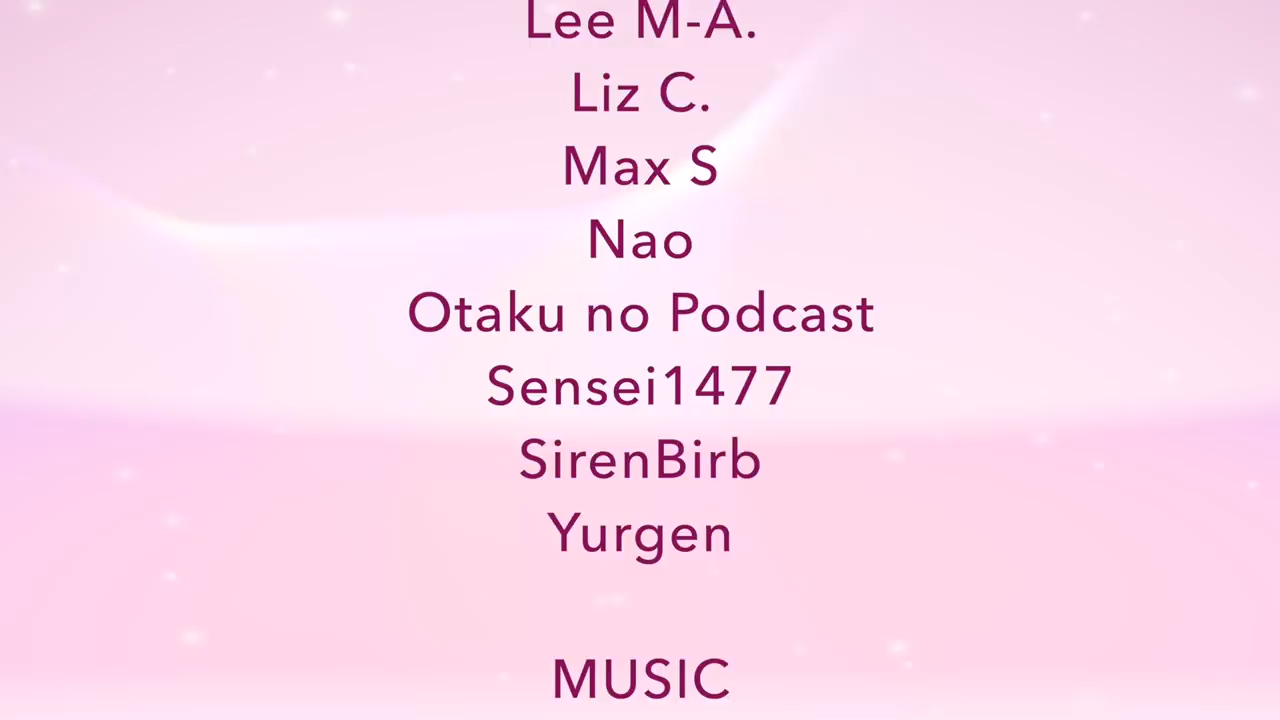 Lee M-A.
Liz C.
Max S
Nao
Otaku no Podcast
Sensei1477
SirenBirb
Yurgen
MUSIC